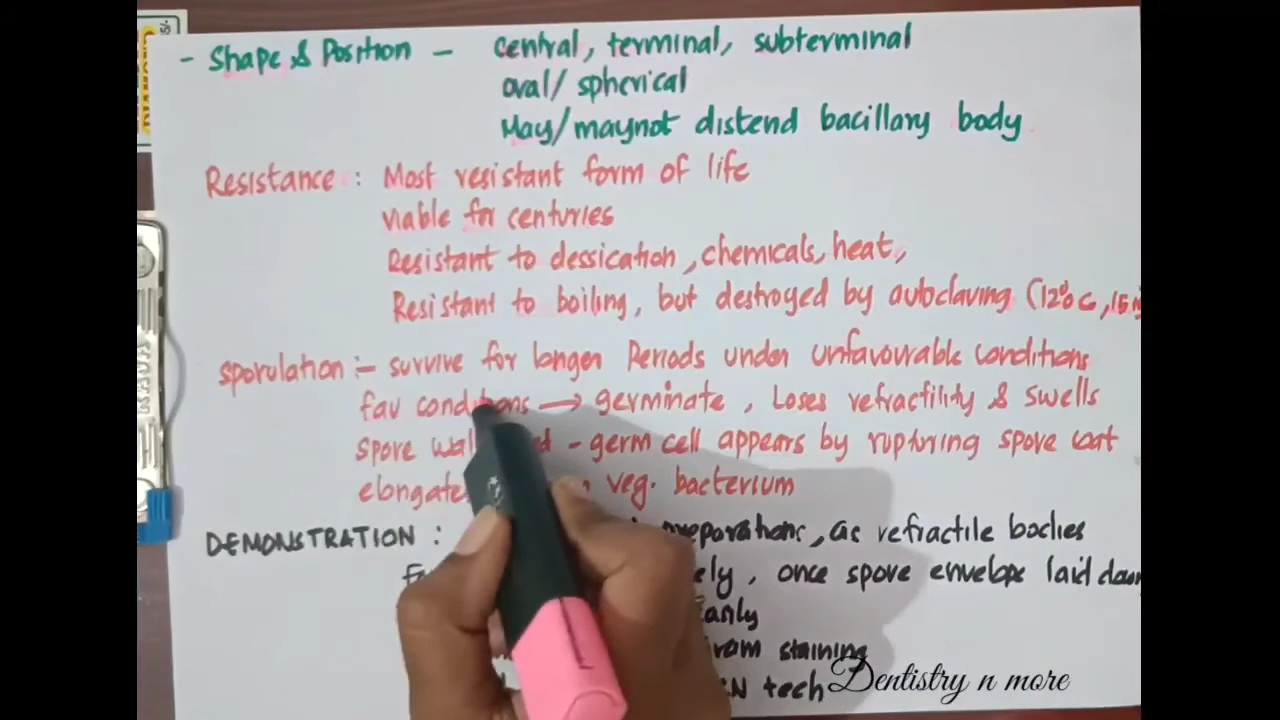 - Shape & Position - central, terminal, subterminal
oval/ spherical
May/maynot distend bacillary body
Resistance : Most resistant form of life
viable for centuries
Resistant to dessication, chemicals, heat,
Resistant to boiling, but destroyed by autoclaving (120°C, 15
sporulation :- survive for longer Periods under unfavourable conditions
fav conditions → germinate, Loses refractility & swells
spore wall - germ cell appears by rupturing spore coat
elongates veg. bacterium
DEMONSTRATION : preparations, as refractile bodies
once spore envelope laid down
staining
tech
Dentistry n more